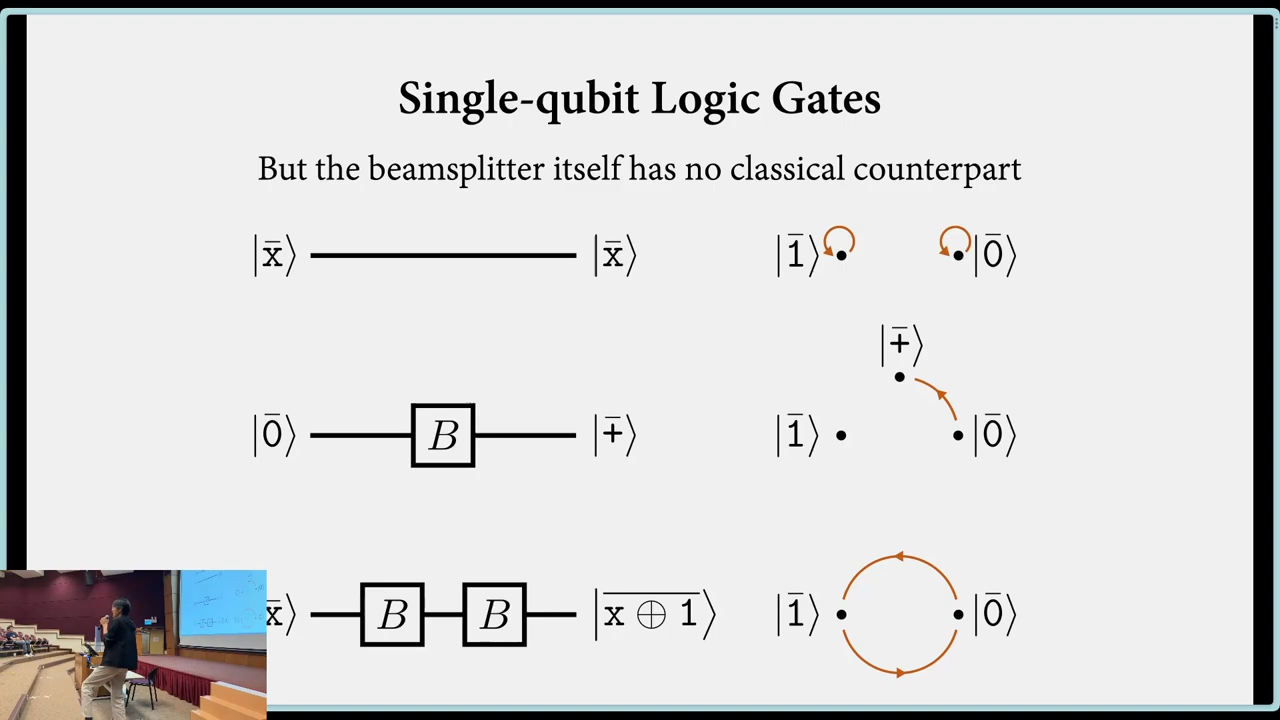 Single-qubit Logic Gates
But the beamsplitter itself has no classical counterpart
|x̄⟩ |x̄⟩ |1̄⟩ |0̄⟩
|+̄⟩
|0̄⟩ B |+̄⟩ |1̄⟩ |0̄⟩
x̄⟩ B B |x̅ ⊕ 1̅⟩ |1̄⟩ |0̄⟩